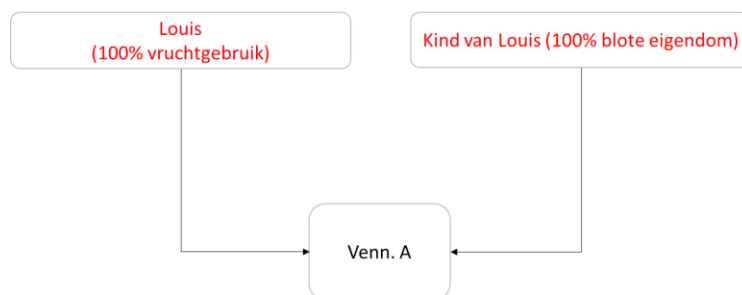 Louis
(100% vruchtgebruik)
Kind van Louis (100% blote eigendom)
Venn. A